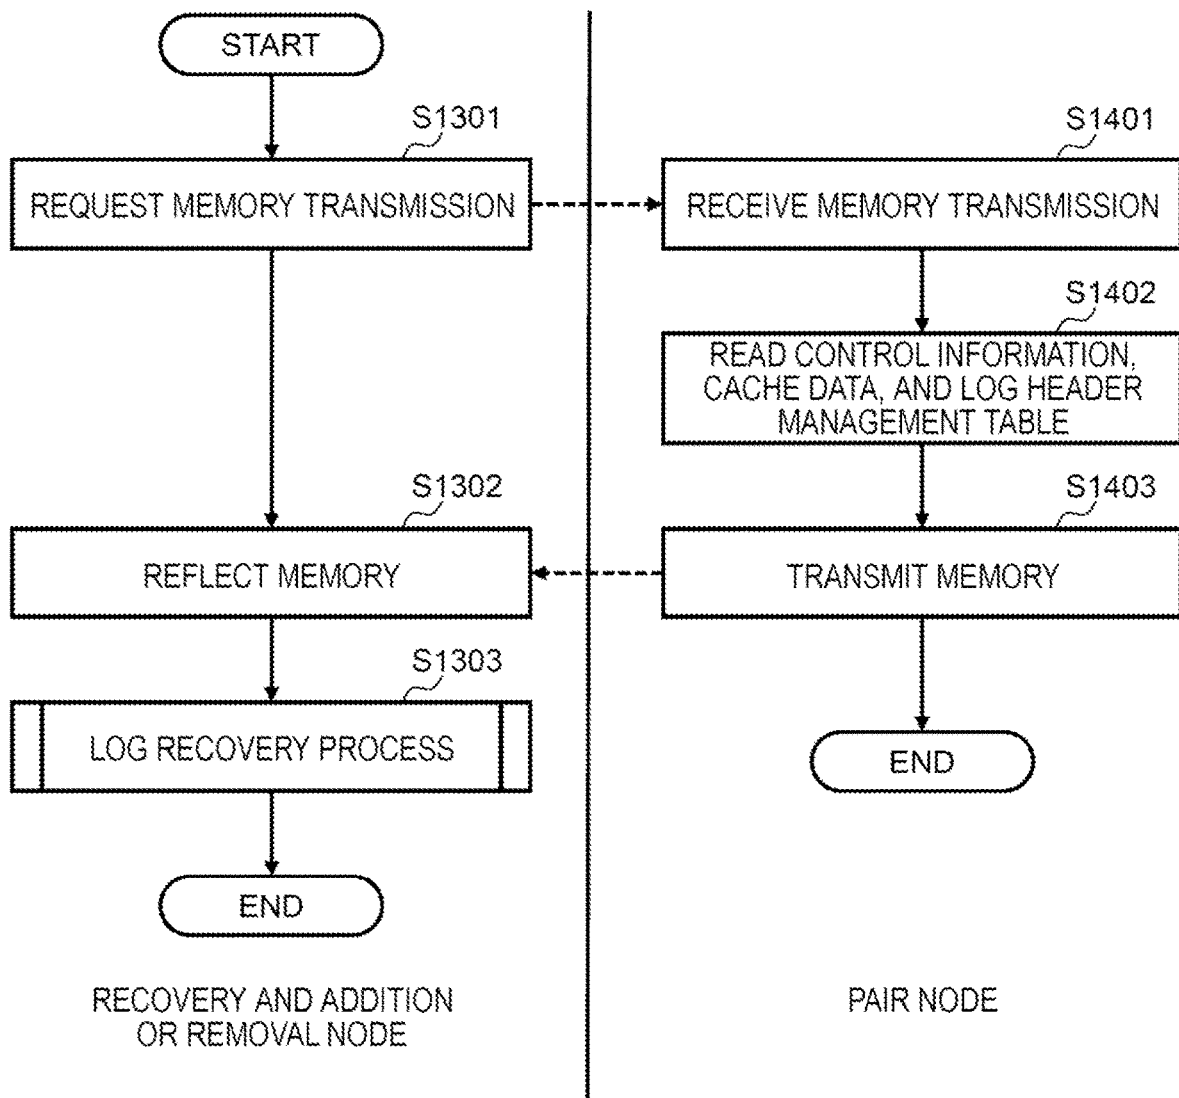 START
S1301
REQUEST MEMORY TRANSMISSION
S1302
REFLECT MEMORY
S1303
LOG RECOVERY PROCESS
END
RECOVERY AND ADDITION
OR REMOVAL NODE
S1401
RECEIVE MEMORY TRANSMISSION
S1402
READ CONTROL INFORMATION,
CACHE DATA, AND LOG HEADER
MANAGEMENT TABLE
S1403
TRANSMIT MEMORY
END
PAIR NODE